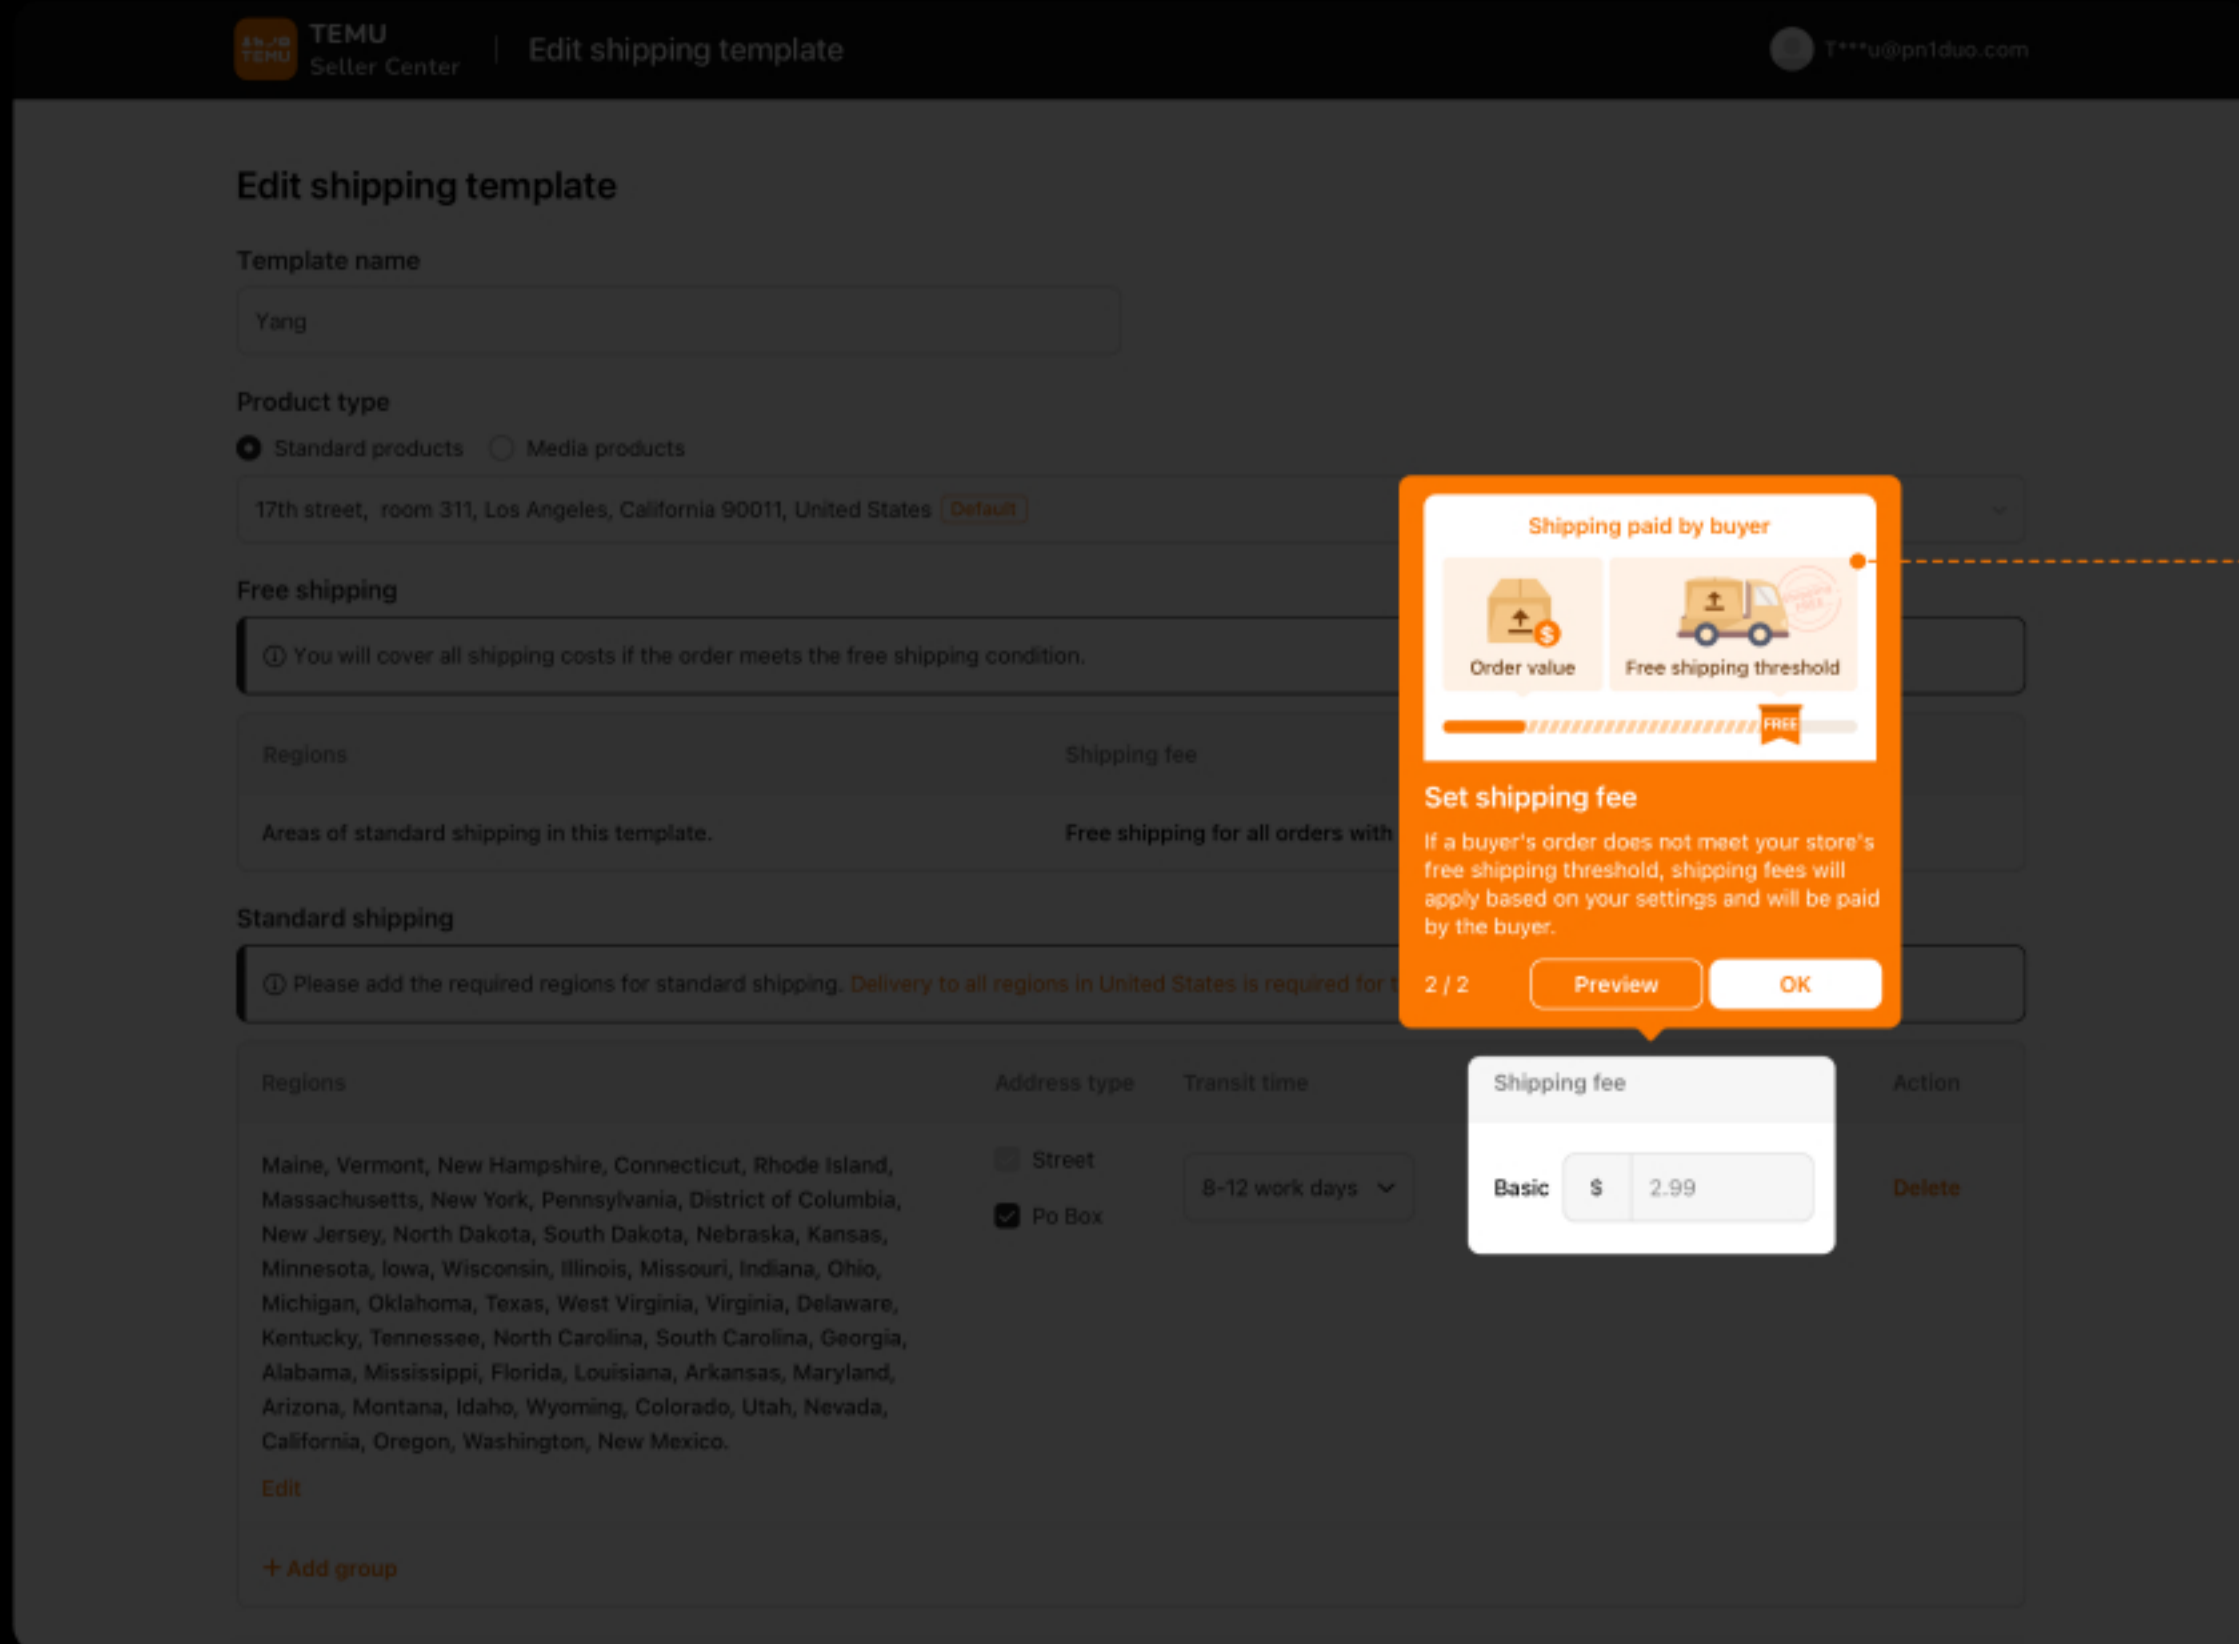 TEMU
Seller Center
Edit shipping template
T***u@pn1duo.com
TEMU
Edit shipping template
Template name
Yang
Product type
Standard products
Media products
17th street, room 311, Los Angeles, California 90011, United States
Default
Free shipping
You will cover all shipping costs if the order meets the free shipping condition.
Regions
Shipping fee
Areas of standard shipping in this template.
Free shipping for all orders with
Shipping paid by buyer
Order value
Free shipping threshold
FREE
Set shipping fee
If a buyer's order does not meet your store's
free shipping threshold, shipping fees will
apply based on your settings and will be paid
by the buyer.
2 / 2
Preview
OK
Standard shipping
Please add the required regions for standard shipping. Delivery to all regions in United States is required for t
Regions
Address type
Transit time
Shipping fee
Action
Maine, Vermont, New Hampshire, Connecticut, Rhode Island,
Massachusetts, New York, Pennsylvania, District of Columbia,
New Jersey, North Dakota, South Dakota, Nebraska, Kansas,
Minnesota, Iowa, Wisconsin, Illinois, Missouri, Indiana, Ohio,
Michigan, Oklahoma, Texas, West Virginia, Virginia, Delaware,
Kentucky, Tennessee, North Carolina, South Carolina, Georgia,
Alabama, Mississippi, Florida, Louisiana, Arkansas, Maryland,
Arizona, Montana, Idaho, Wyoming, Colorado, Utah, Nevada,
California, Oregon, Washington, New Mexico.
Street
Po Box
8-12 work days
Basic
$
2.99
Delete
Edit
+ Add group